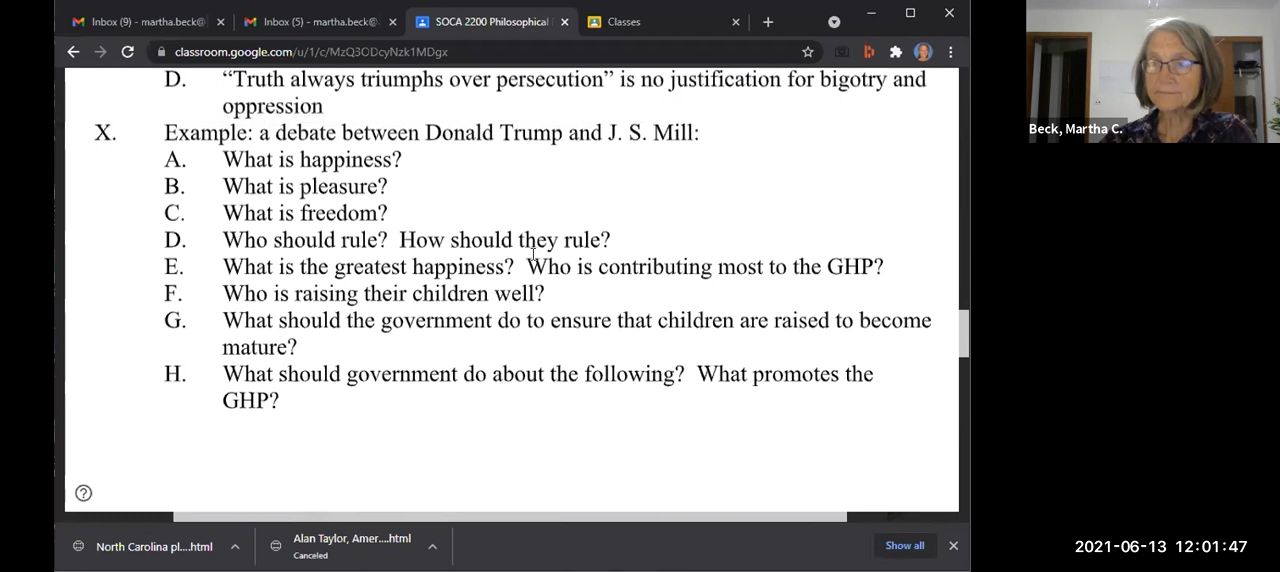 Inbox (9) - martha.beck@
Inbox (5) - martha.beck@
SOCA 2200 Philosophical
Classes
classroom.google.com/u/1/c/MzQ3ODcyNzk1MDgx
D. “Truth always triumphs over persecution” is no justification for bigotry and
oppression
X. Example: a debate between Donald Trump and J. S. Mill:
A. What is happiness?
B. What is pleasure?
C. What is freedom?
D. Who should rule? How should they rule?
E. What is the greatest happiness? Who is contributing most to the GHP?
F. Who is raising their children well?
G. What should the government do to ensure that children are raised to become
mature?
H. What should government do about the following? What promotes the
GHP?
North Carolina pl....html
Alan Taylor, Amer....html
Canceled
Show all
Beck, Martha C.
2021-06-13 12:01:47